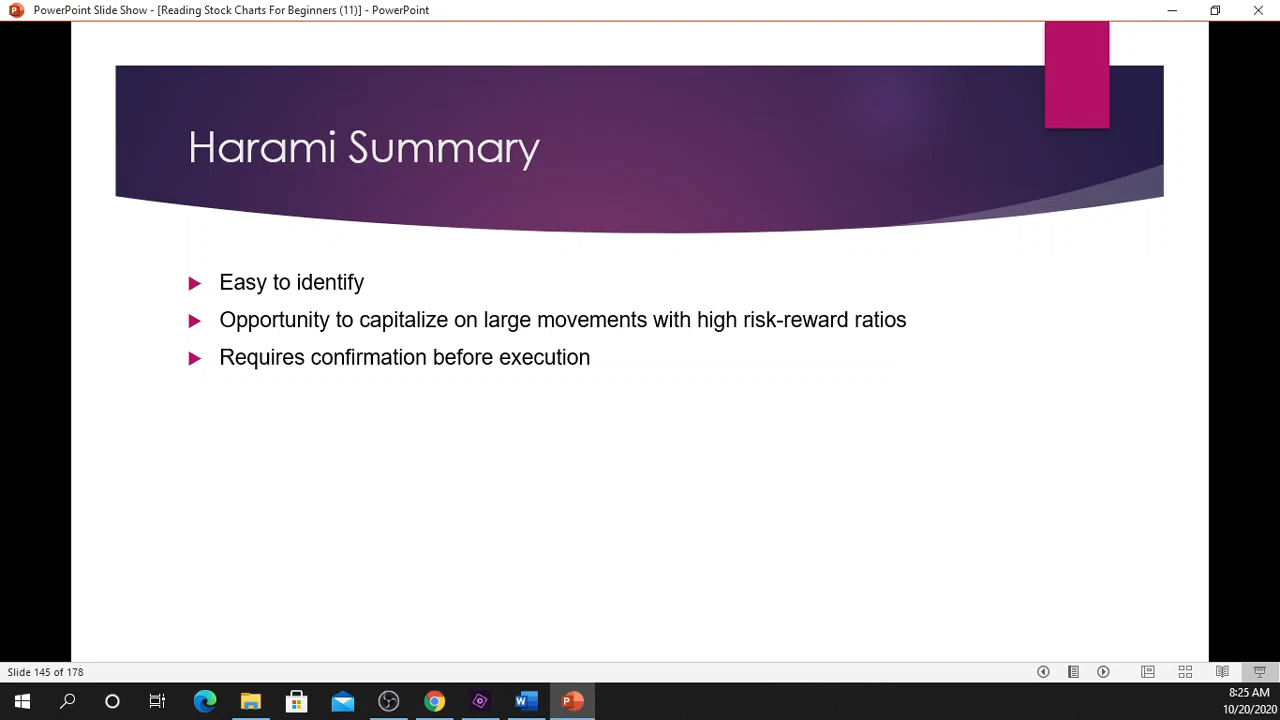 PowerPoint Slide Show - [Reading Stock Charts For Beginners (11)] - PowerPoint
Harami Summary
Easy to identify
Opportunity to capitalize on large movements with high risk-reward ratios
Requires confirmation before execution
Slide 145 of 178
8:25 AM
10/20/2020